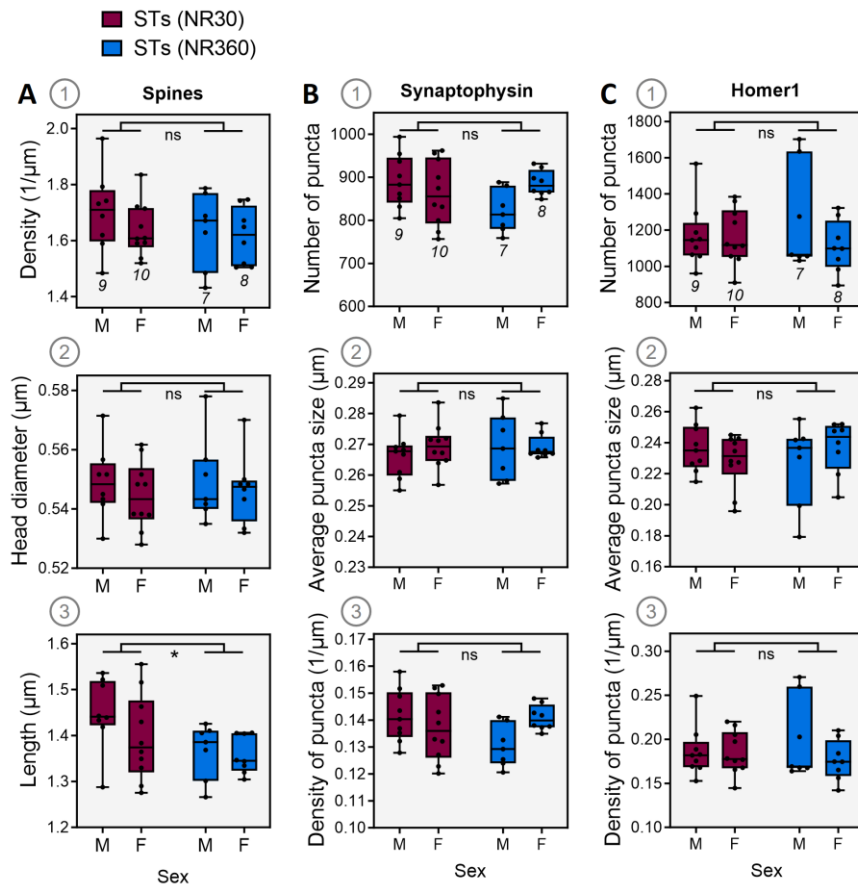 STs (NR30)
STs (NR360)
A 1 Spines
Density (1/μm)
2.0
1.8
1.6
1.4
ns
9 10 7 8
M F M F
B 1 Synaptophysin
Number of puncta
1000
900
800
700
600
ns
9 10 7 8
M F M F
C 1 Homer1
Number of puncta
1800
1600
1400
1200
1000
800
ns
9 10 7 8
M F M F
2
Head diameter (μm)
0.58
0.56
0.54
0.52
ns
M F M F
2
Average puncta size (μm)
0.29
0.28
0.27
0.26
0.25
0.24
0.23
ns
M F M F
2
Average puncta size (μm)
0.28
0.26
0.24
0.22
0.20
0.18
0.16
ns
M F M F
3
Length (μm)
1.6
1.5
1.4
1.3
1.2
*
M F M F
Sex
3
Density of puncta (1/μm)
0.17
0.16
0.15
0.14
0.13
0.12
0.11
0.10
ns
M F M F
Sex
3
Density of puncta (1/μm)
0.30
0.25
0.20
0.15
0.10
ns
M F M F
Sex